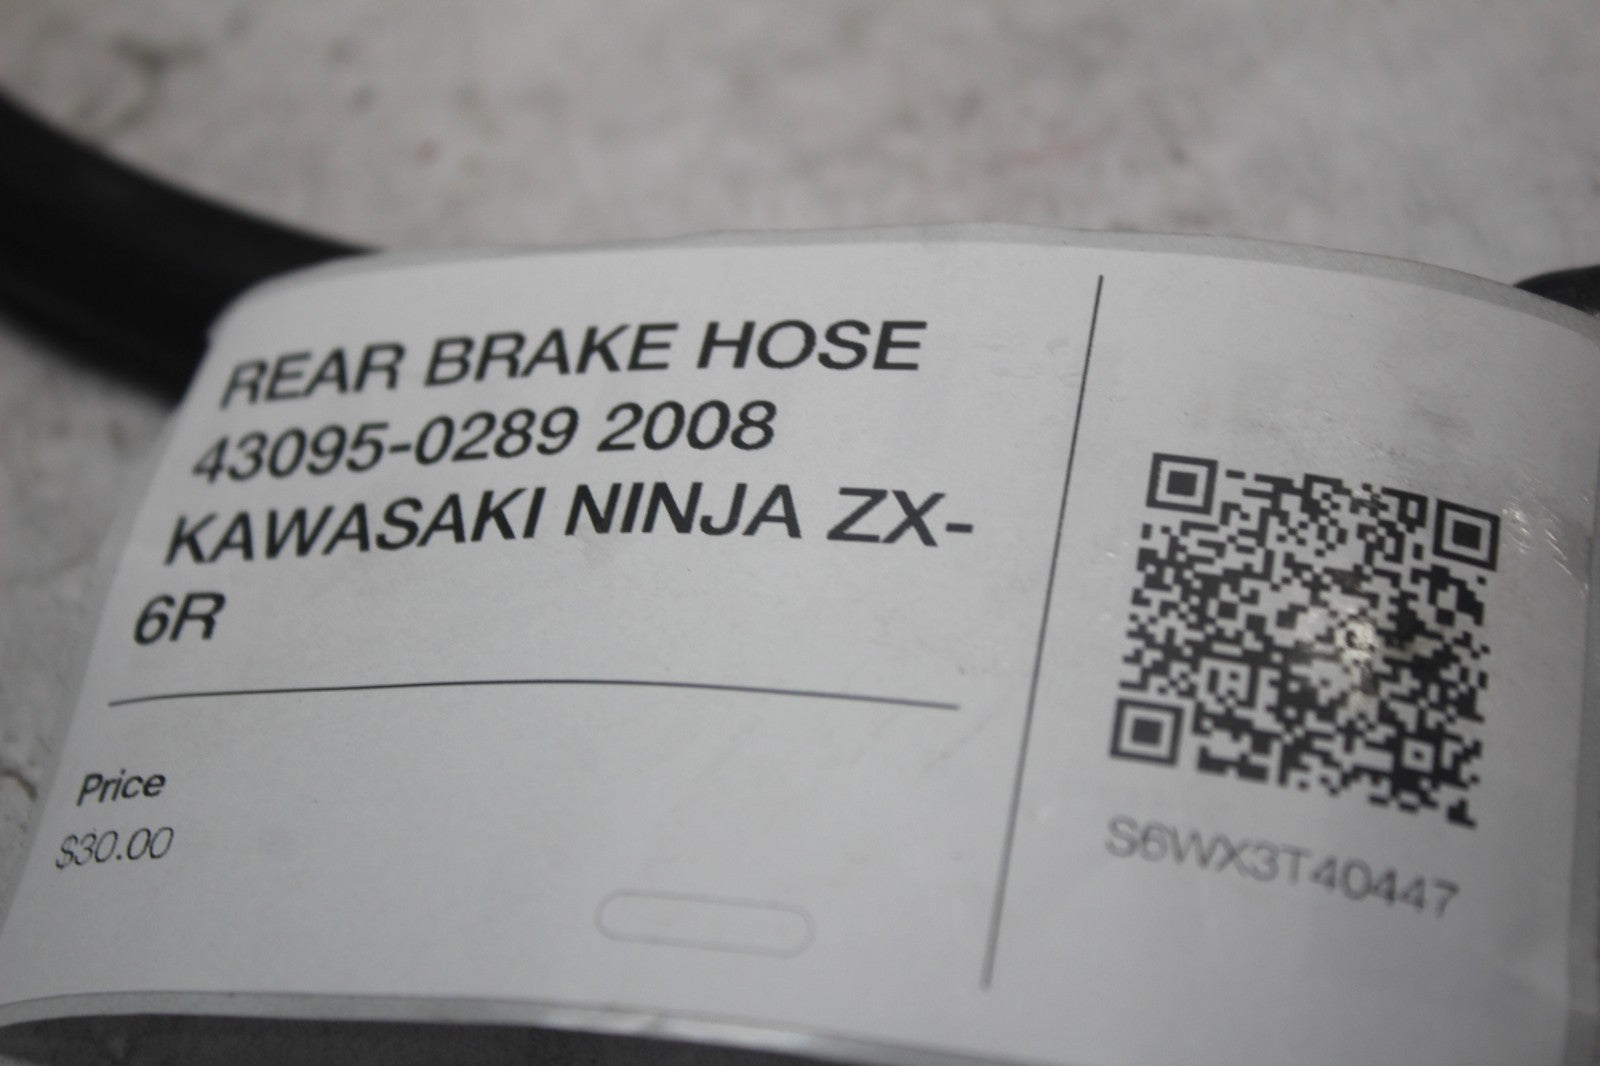 REAR BRAKE HOSE
43095-0289 2008
KAWASAKI NINJA ZX-
6R
Price
$30.00
S6WX3T40447